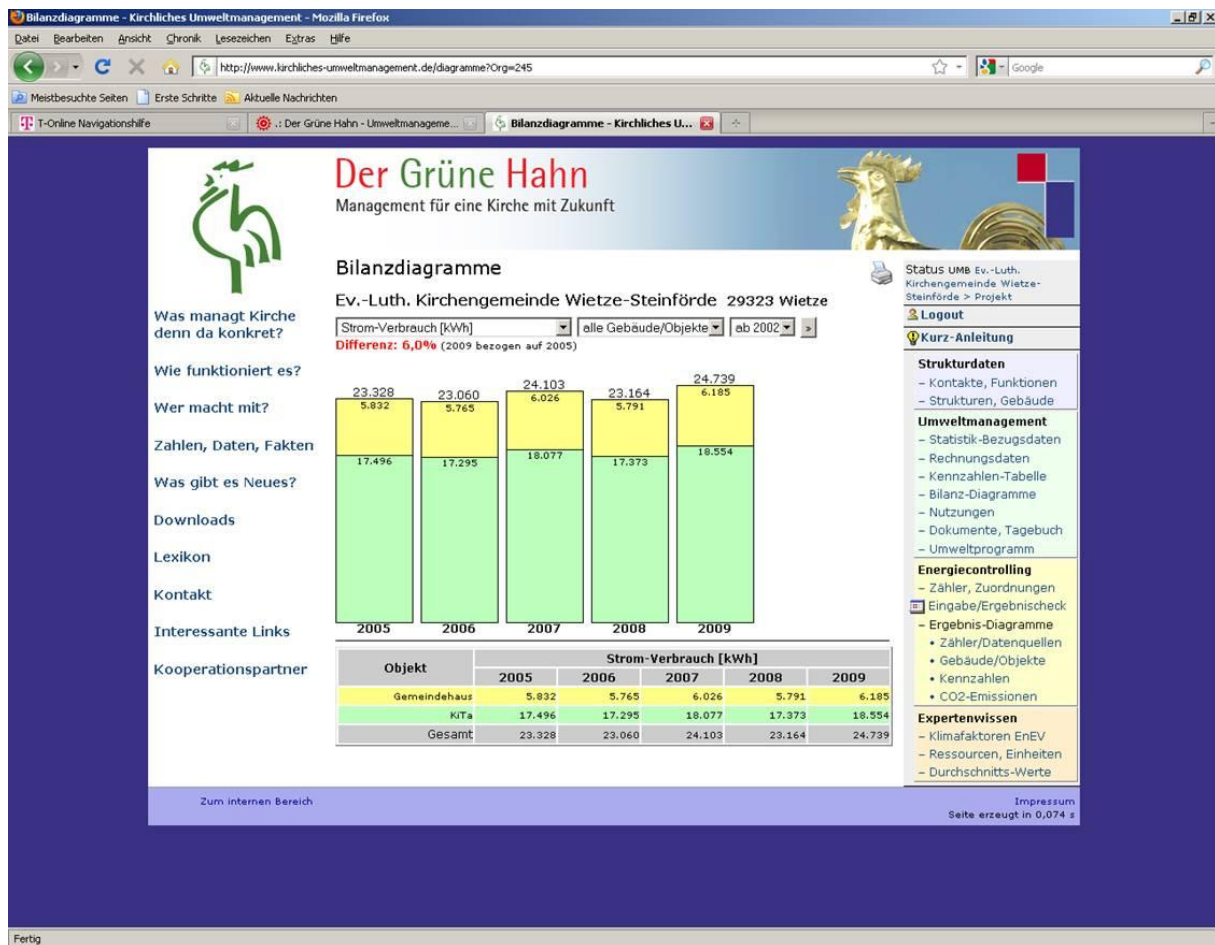 Bilanzdiagramme - Kirchliches Umweltmanagement - Mozilla Firefox
Datei Bearbeiten Ansicht Chronik Lesezeichen Extras Hilfe
http://www.kirchliches-umweltmanagement.de/diagramme?Org=245
Google
Meistbesuchte Seiten Erste Schritte Aktuelle Nachrichten
T-Online Navigationshilfe
.: Der Grüne Hahn - Umweltmanageme...
Bilanzdiagramme - Kirchliches U...
Der Grüne Hahn
Management für eine Kirche mit Zukunft
Was managt Kirche
denn da konkret?
Wie funktioniert es?
Wer macht mit?
Zahlen, Daten, Fakten
Was gibt es Neues?
Downloads
Lexikon
Kontakt
Interessante Links
Kooperationspartner
Bilanzdiagramme
Ev.-Luth. Kirchengemeinde Wietze-Steinförde 29323 Wietze
Strom-Verbrauch [kWh] alle Gebäude/Objekte ab 2002 »
Differenz: 6,0% (2009 bezogen auf 2005)
23.328 23.060 24.103 23.164 24.739
5.832 5.765 6.026 5.791 6.185
17.496 17.295 18.077 17.373 18.554
2005 2006 2007 2008 2009
Objekt Strom-Verbrauch [kWh]
2005 2006 2007 2008 2009
Gemeindehaus 5.832 5.765 6.026 5.791 6.185
KiTa 17.496 17.295 18.077 17.373 18.554
Gesamt 23.328 23.060 24.103 23.164 24.739
Status UMB Ev.-Luth.
Kirchengemeinde Wietze-
Steinförde > Projekt
Logout
Kurz-Anleitung
Strukturdaten
– Kontakte, Funktionen
– Strukturen, Gebäude
Umweltmanagement
– Statistik-Bezugsdaten
– Rechnungsdaten
– Kennzahlen-Tabelle
– Bilanz-Diagramme
– Nutzungen
– Dokumente, Tagebuch
– Umweltprogramm
Energiecontrolling
– Zähler, Zuordnungen
Eingabe/Ergebnischeck
– Ergebnis-Diagramme
• Zähler/Datenquellen
• Gebäude/Objekte
• Kennzahlen
• CO2-Emissionen
Expertenwissen
– Klimafaktoren EnEV
– Ressourcen, Einheiten
– Durchschnitts-Werte
Zum internen Bereich
Impressum
Seite erzeugt in 0,074 s
Fertig